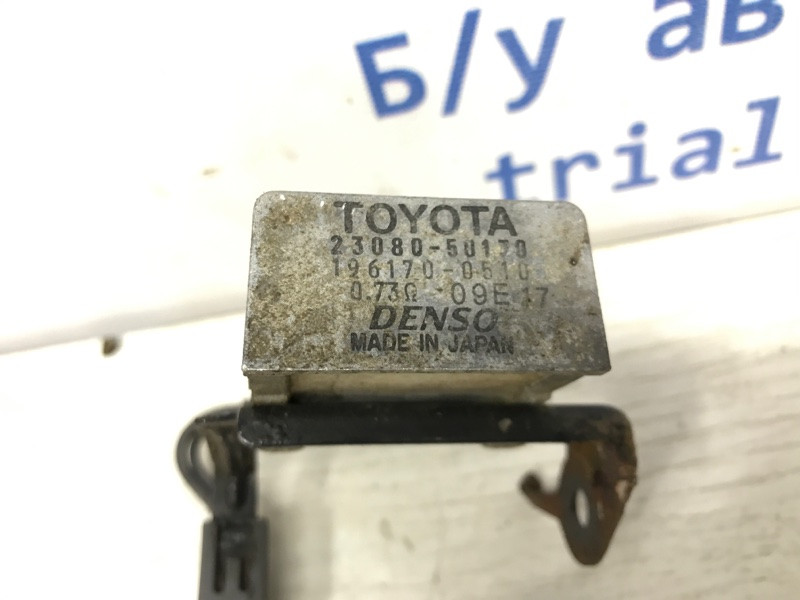 Б/у ав
trial
TOYOTA
23080-50170
196170-0510
0.73Ω 09E17
DENSO
MADE IN JAPAN